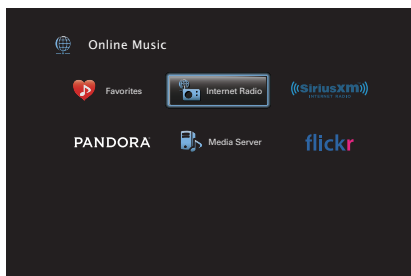 Online Music
Favorites
Internet Radio
((SiriusXM))
INTERNET RADIO
PANDORA
Media Server
flickr